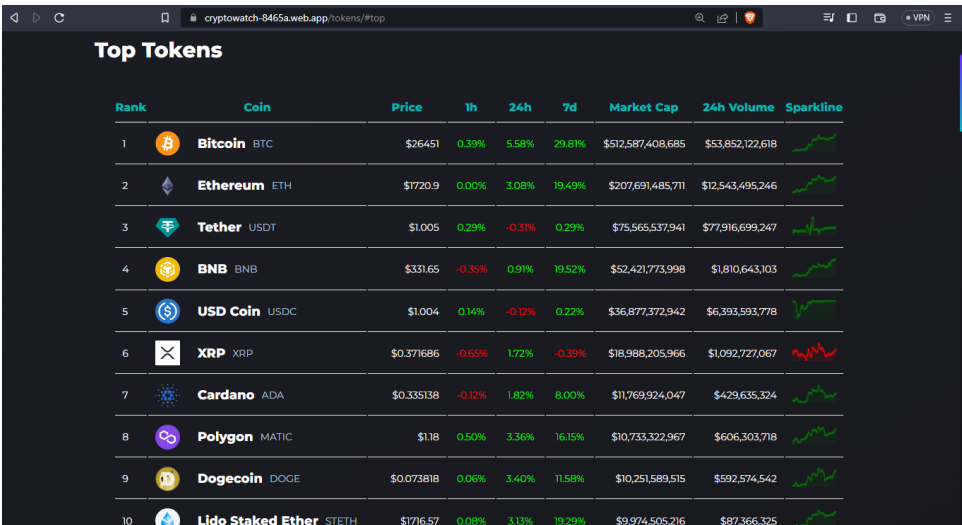 cryptowatch-8465a.web.app/tokens/#top VPN
Top Tokens
Rank Coin Price 1h 24h 7d Market Cap 24h Volume Sparkline
1 Bitcoin BTC $26451 0.39% 5.58% 29.81% $512,587,408,685 $53,852,122,618
2 Ethereum ETH $1720.9 0.00% 3.08% 19.49% $207,691,485,711 $12,543,495,246
3 Tether USDT $1.005 0.29% -0.31% 0.29% $75,565,537,941 $77,916,699,247
4 BNB BNB $331.65 -0.35% 0.91% 19.52% $52,421,773,998 $1,810,643,103
5 USD Coin USDC $1.004 0.14% -0.12% 0.22% $36,877,372,942 $6,393,593,778
6 XRP XRP $0.371686 -0.65% 1.72% -0.39% $18,988,205,966 $1,092,727,067
7 Cardano ADA $0.335138 -0.12% 1.82% 8.00% $11,769,924,047 $429,635,324
8 Polygon MATIC $1.18 0.50% 3.36% 16.15% $10,733,322,967 $606,303,718
9 Dogecoin DOGE $0.073818 0.06% 3.40% 11.58% $10,251,589,515 $592,574,542
10 Lido Staked Ether STETH $1716.57 0.08% 3.13% 19.29% $9,974,505,216 $87,366,325